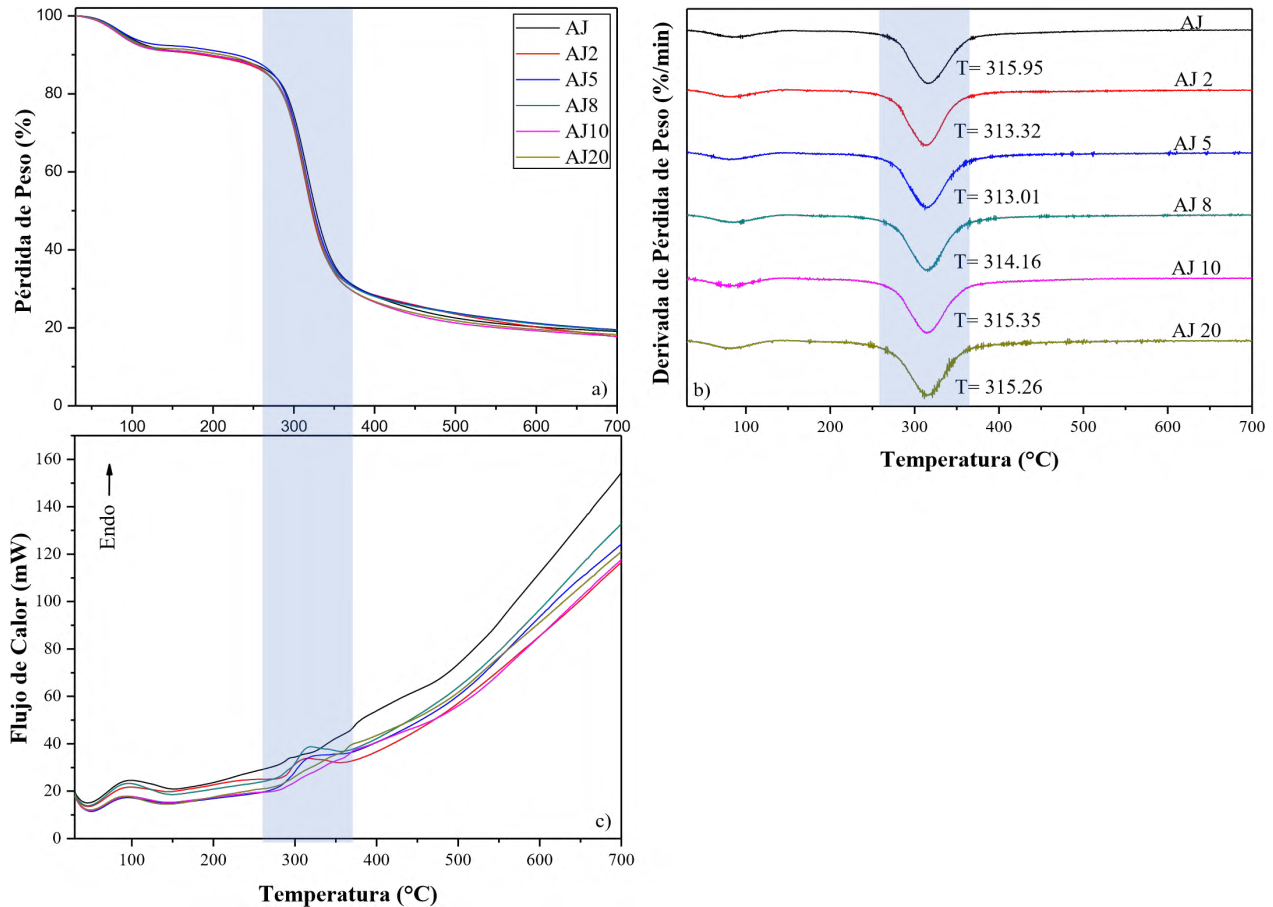 Pérdida de Peso (%)
100
80
60
40
20
0
AJ
AJ2
AJ5
AJ8
AJ10
AJ20
a)
100
200
300
400
500
600
700
Derivada de Pérdida de Peso (%/min)
AJ
T= 315.95
AJ 2
T= 313.32
AJ 5
T= 313.01
AJ 8
T= 314.16
AJ 10
T= 315.35
AJ 20
T= 315.26
b)
100
200
300
400
500
600
700
Temperatura (°C)
Flujo de Calor (mW)
160
140
120
100
80
60
40
20
0
Endo
c)
100
200
300
400
500
600
700
Temperatura (°C)